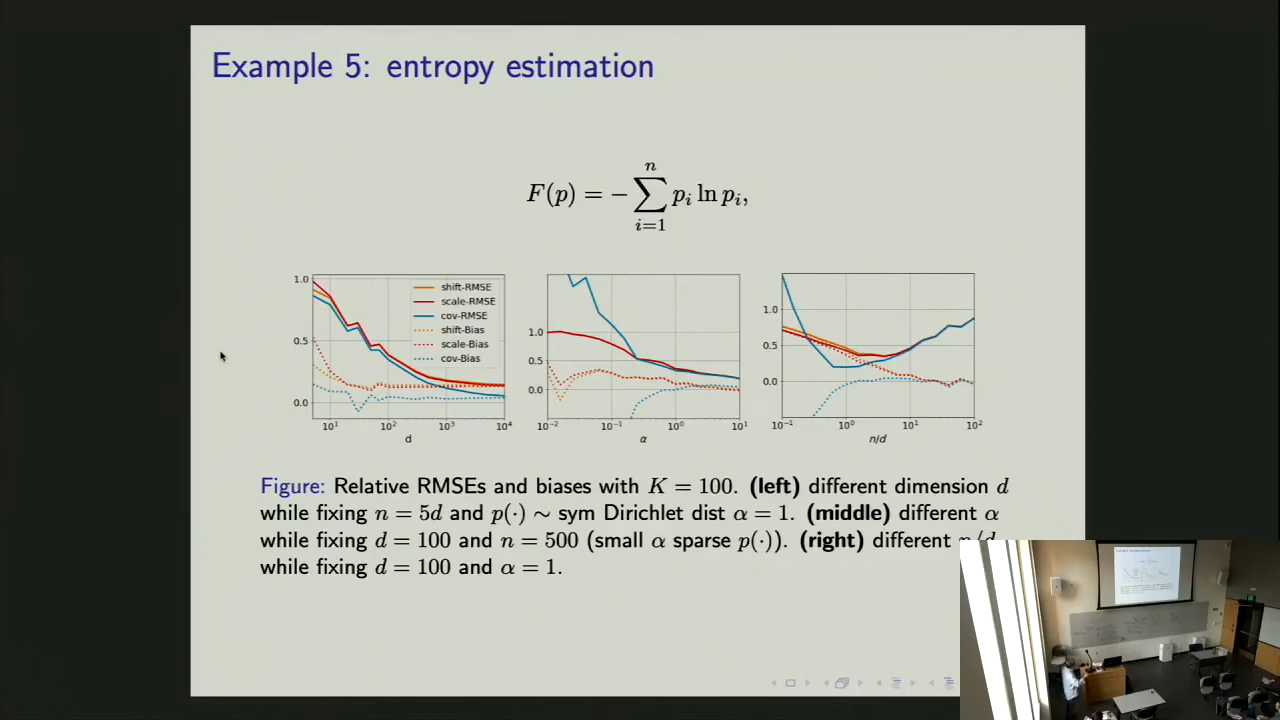 Example 5: entropy estimation
F(p) = − ∑ᵢ₌₁ⁿ pᵢ ln pᵢ,
1.0
0.5
0.0
10¹ 10² 10³ 10⁴
d
shift-RMSE
scale-RMSE
cov-RMSE
shift-Bias
scale-Bias
cov-Bias
1.0
0.5
0.0
10⁻² 10⁻¹ 10⁰ 10¹
α
1.0
0.5
0.0
10⁻¹ 10⁰ 10¹ 10²
n/d
Figure: Relative RMSEs and biases with K = 100. (left) different dimension d
while fixing n = 5d and p(·) ∼ sym Dirichlet dist α = 1. (middle) different α
while fixing d = 100 and n = 500 (small α sparse p(·)). (right) different n/d
while fixing d = 100 and α = 1.